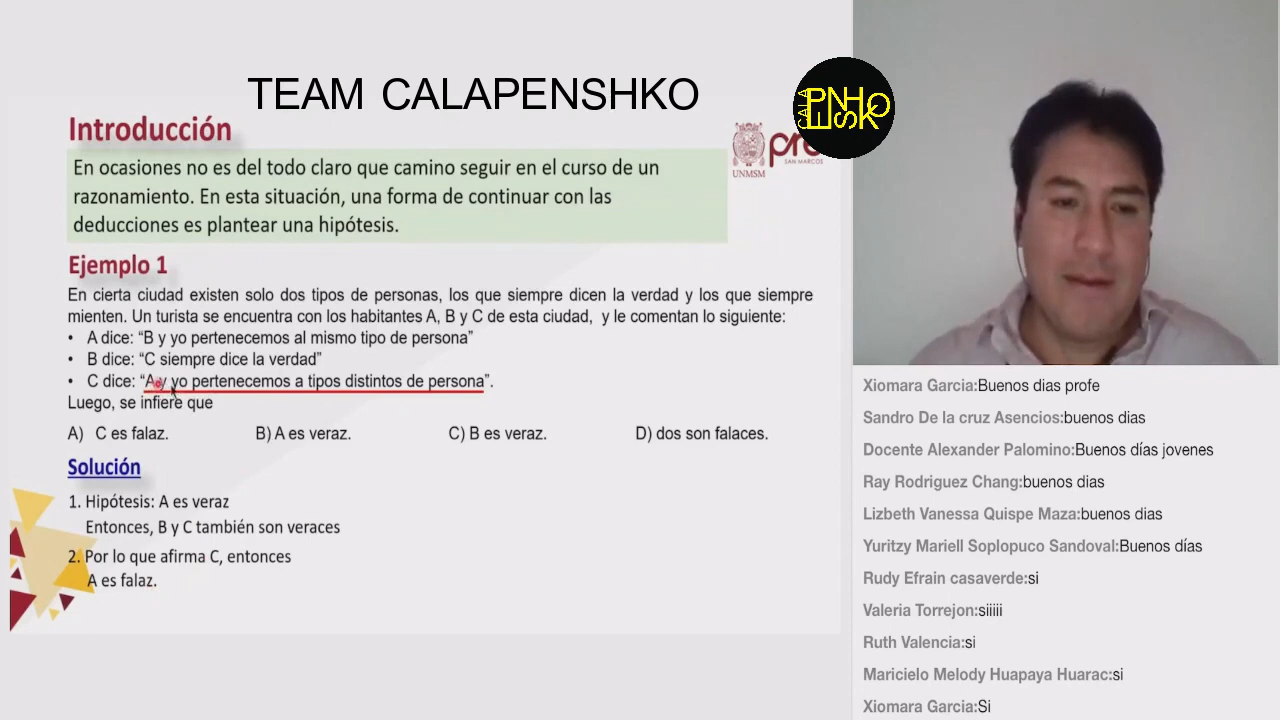 TEAM CALAPENSHKO
CALA
PENHKO
ES
Introducción
pre
SAN MARCOS
UNMSM
En ocasiones no es del todo claro que camino seguir en el curso de un
razonamiento. En esta situación, una forma de continuar con las
deducciones es plantear una hipótesis.
Ejemplo 1
En cierta ciudad existen solo dos tipos de personas, los que siempre dicen la verdad y los que siempre
mienten. Un turista se encuentra con los habitantes A, B y C de esta ciudad, y le comentan lo siguiente:
• A dice: “B y yo pertenecemos al mismo tipo de persona”
• B dice: “C siempre dice la verdad”
• C dice: “A y yo pertenecemos a tipos distintos de persona”.
Luego, se infiere que
A) C es falaz. B) A es veraz. C) B es veraz. D) dos son falaces.
Solución
1. Hipótesis: A es veraz
Entonces, B y C también son veraces
2. Por lo que afirma C, entonces
A es falaz.
Xiomara Garcia:Buenos dias profe
Sandro De la cruz Asencios:buenos dias
Docente Alexander Palomino:Buenos días jovenes
Ray Rodriguez Chang:buenos dias
Lizbeth Vanessa Quispe Maza:buenos dias
Yuritzy Mariell Soplopuco Sandoval:Buenos días
Rudy Efrain casaverde:si
Valeria Torrejon:siiiii
Ruth Valencia:si
Maricielo Melody Huapaya Huarac:si
Xiomara Garcia:Si